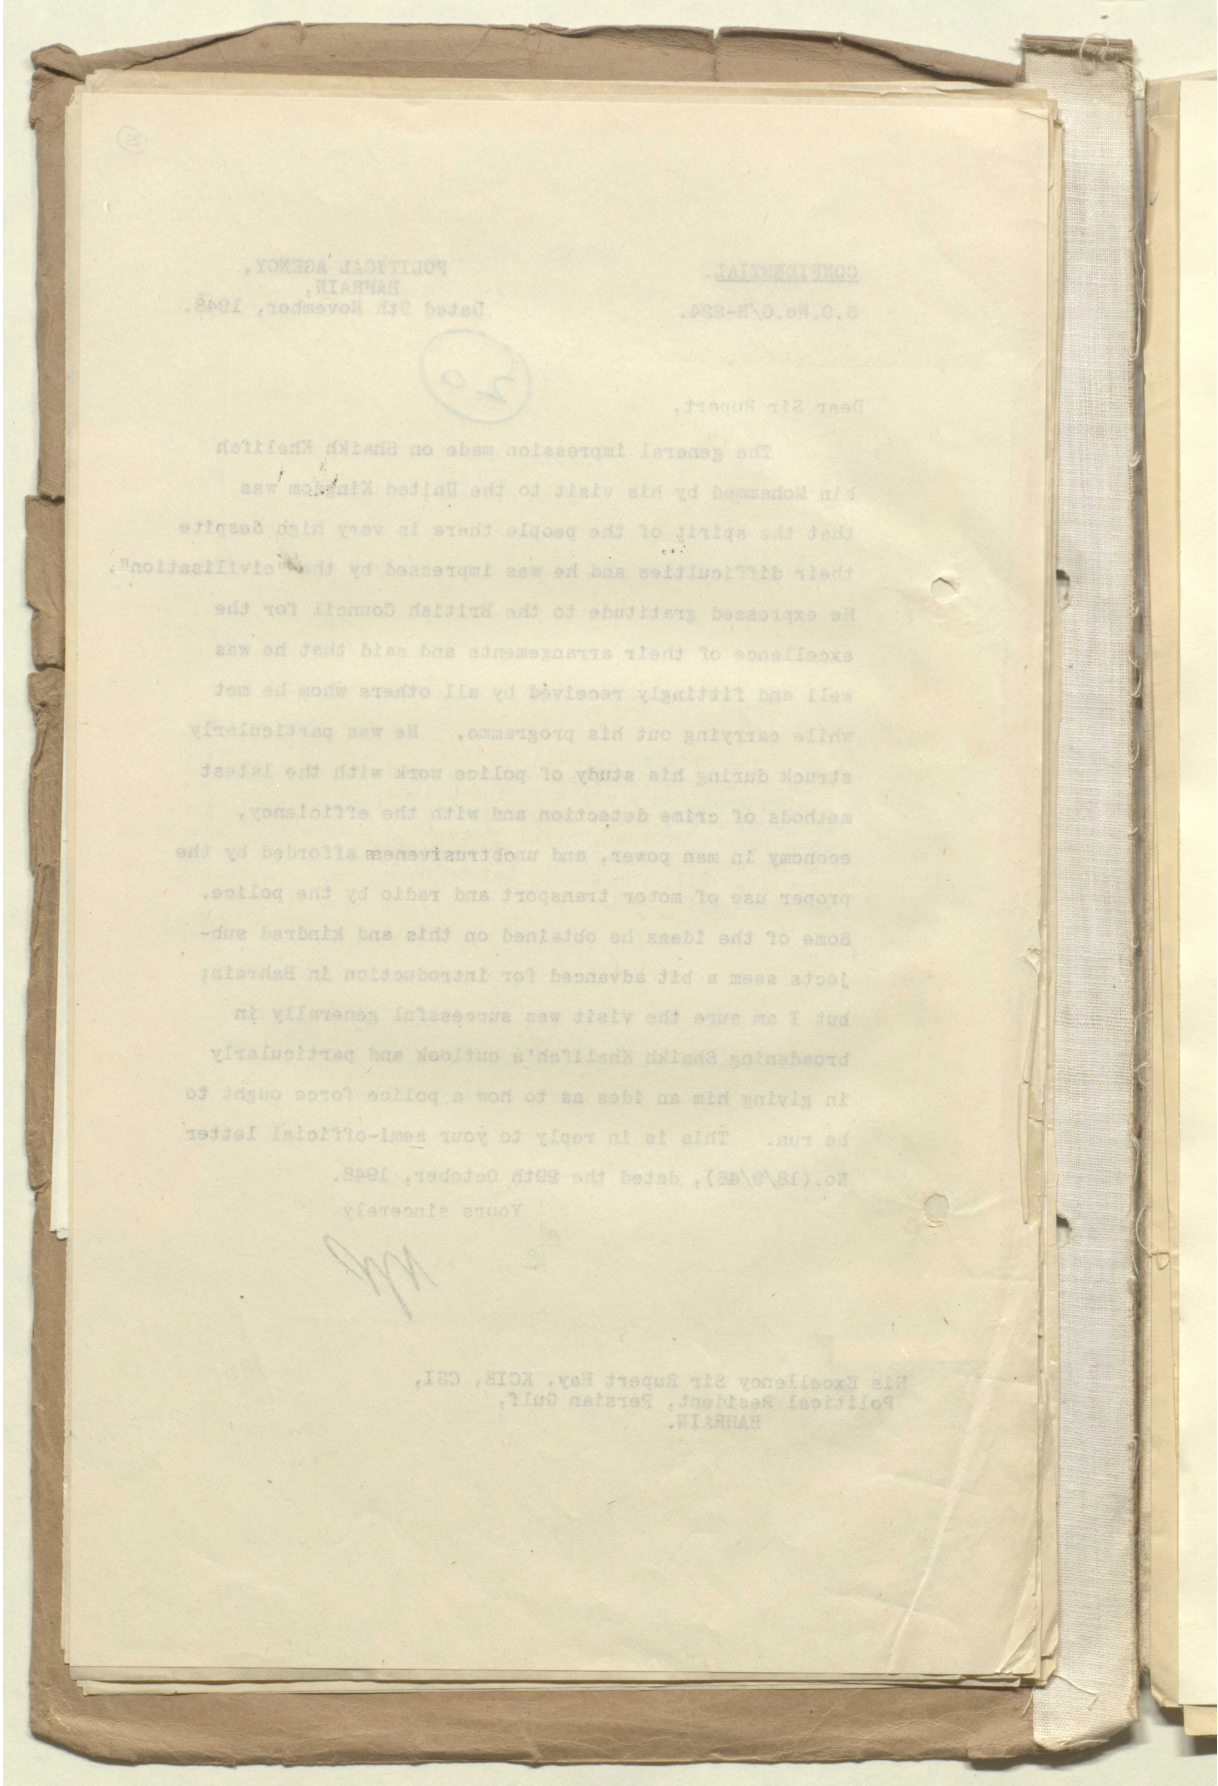 CONFIDENTIAL.
POLITICAL AGENCY,
BAHRAIN,
Dated 9th November, 1948.
20
Dear Sir Rupert,
The general impression made on Shaikh Khalifah
bin Mohammed by his visit to the United Kingdom was
that the spirit of the people there is very high despite
their difficulties and he was impressed by the "civilisation".
He expressed gratitude to the British Council for the
excellence of their arrangements and said that he was
well and fittingly received by all others whom he met
while carrying out his programme. He was particularly
struck during his study of police work with the latest
methods of crime detection and with the efficiency,
economy in man power, and unobtrusiveness afforded by the
proper use of motor transport and radio by the police.
Some of the ideas he obtained on this and kindred sub-
jects seem a bit advanced for introduction in Bahrain;
but I am sure the visit was successful generally in
broadening Shaikh Khalifah's outlook and particularly
in giving him an idea as to how a police force ought to
be run. This is in reply to your semi-official letter
No.(18/9/48), dated the 29th October, 1948.
Yours sincerely
His Excellency Sir Rupert Hay, KCIE, CSI,
Political Resident, Persian Gulf,
BAHRAIN.